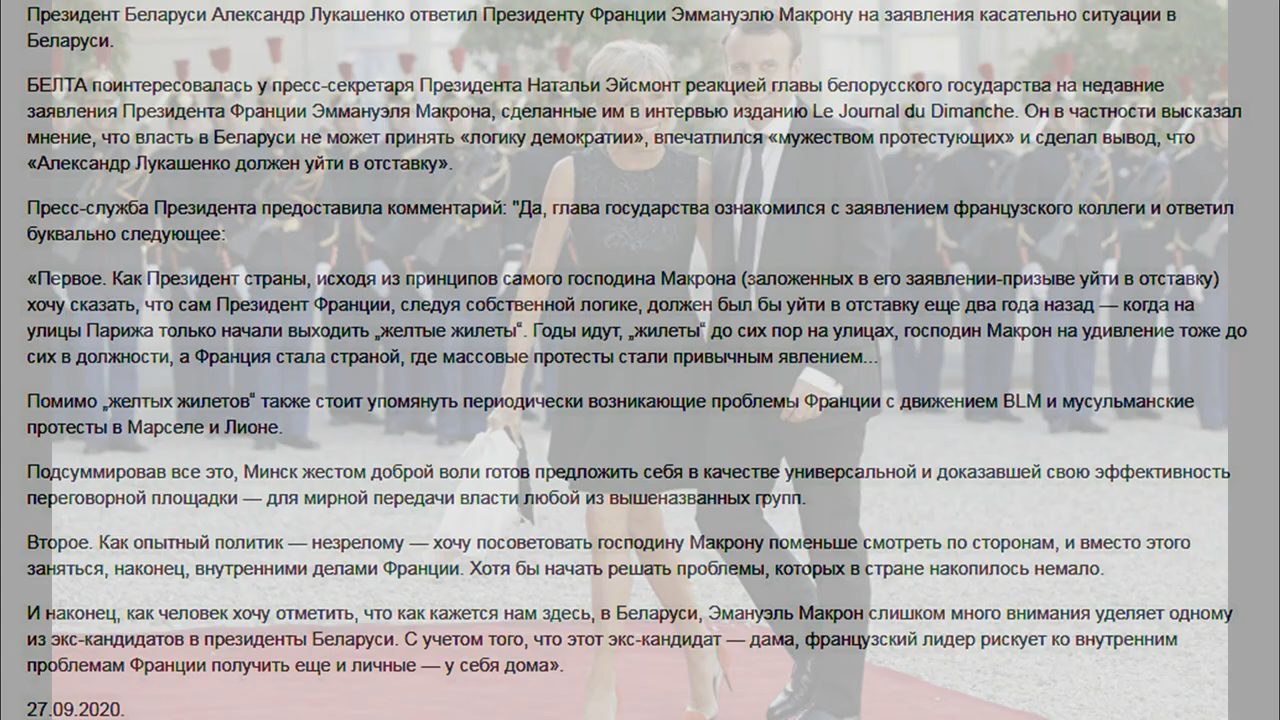 Президент Беларуси Александр Лукашенко ответил Президенту Франции Эммануэлю Макрону на заявления касательно ситуации в
Беларуси.
БЕЛТА поинтересовалась у пресс-секретаря Президента Натальи Эйсмонт реакцией главы белорусского государства на недавние
заявления Президента Франции Эммануэля Макрона, сделанные им в интервью изданию Le Journal du Dimanche. Он в частности высказал
мнение, что власть в Беларуси не может принять «логику демократии», впечатлился «мужеством протестующих» и сделал вывод, что
«Александр Лукашенко должен уйти в отставку».
Пресс-служба Президента предоставила комментарий: "Да, глава государства ознакомился с заявлением французского коллеги и ответил
буквально следующее:
«Первое. Как Президент страны, исходя из принципов самого господина Макрона (заложенных в его заявлении-призыве уйти в отставку)
хочу сказать, что сам Президент Франции, следуя собственной логике, должен был бы уйти в отставку еще два года назад — когда на
улицы Парижа только начали выходить „желтые жилеты“. Годы идут, „жилеты“ до сих пор на улицах, господин Макрон на удивление тоже до
сих в должности, а Франция стала страной, где массовые протесты стали привычным явлением...
Помимо „желтых жилетов“ также стоит упомянуть периодически возникающие проблемы Франции с движением BLM и мусульманские
протесты в Марселе и Лионе.
Подсуммировав все это, Минск жестом доброй воли готов предложить себя в качестве универсальной и доказавшей свою эффективность
переговорной площадки — для мирной передачи власти любой из вышеназванных групп.
Второе. Как опытный политик — незрелому — хочу посоветовать господину Макрону поменьше смотреть по сторонам, и вместо этого
заняться, наконец, внутренними делами Франции. Хотя бы начать решать проблемы, которых в стране накопилось немало.
И наконец, как человек хочу отметить, что как кажется нам здесь, в Беларуси, Эмануэль Макрон слишком много внимания уделяет одному
из экс-кандидатов в президенты Беларуси. С учетом того, что этот экс-кандидат — дама, французский лидер рискует ко внутренним
проблемам Франции получить еще и личные — у себя дома».
27.09.2020.